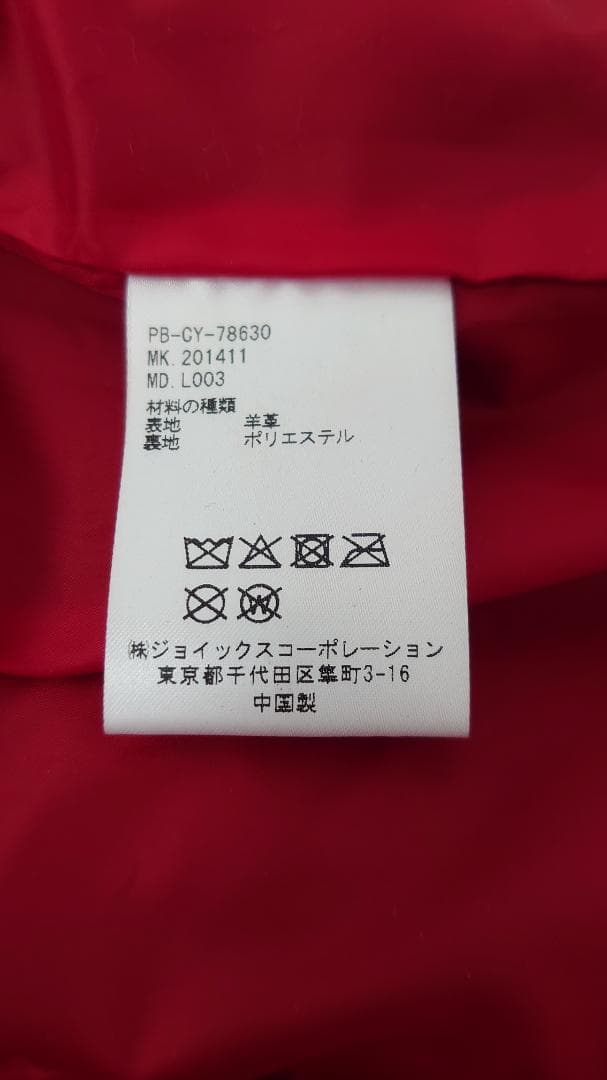 PB-CY-78630
MK.201411
MD.L003
材料の種類
表地 羊革
裏地 ポリエステル
W
㈱ジョイックスコーポレーション
東京都千代田区隼町3-16
中国製